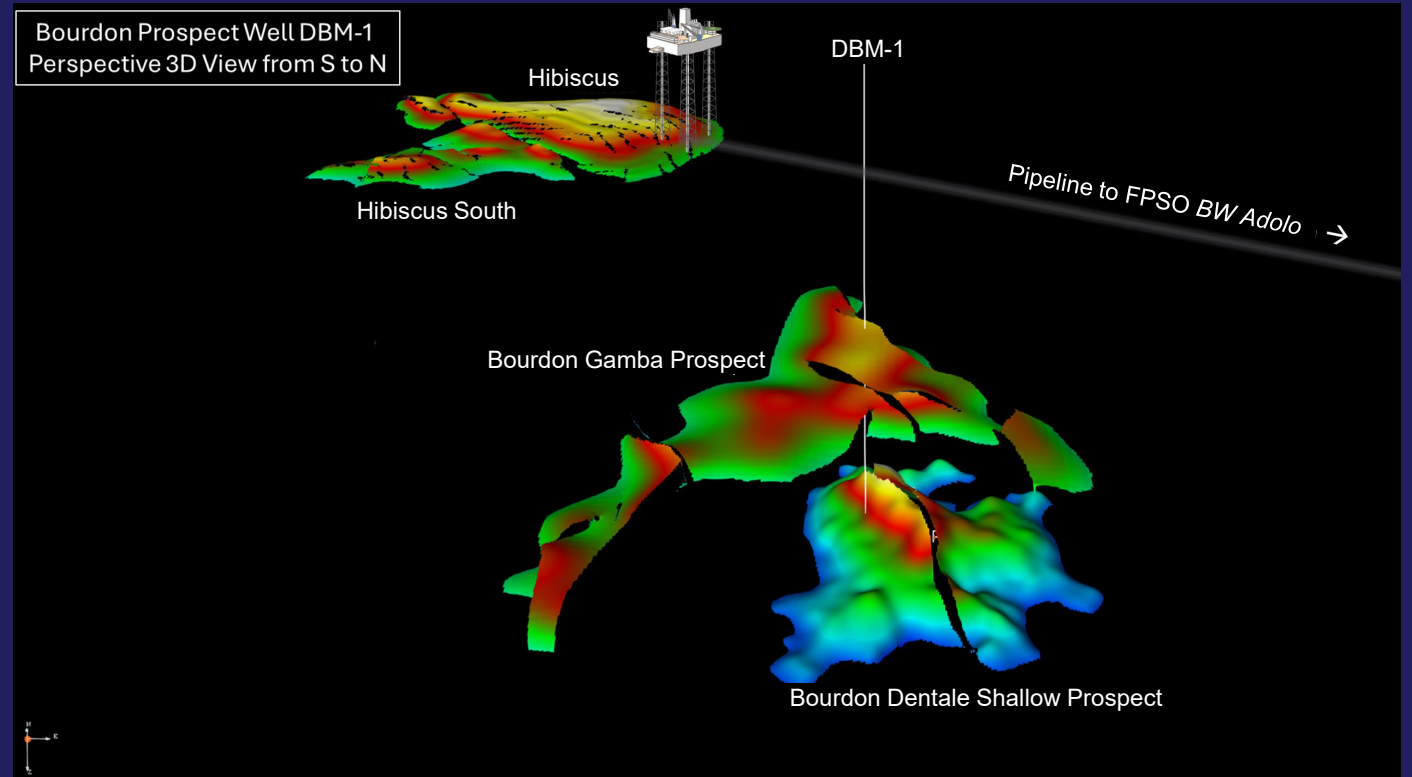 Bourdon Prospect Well DBM-1
Perspective 3D View from S to N
Hibiscus
DBM-1
Pipeline to FPSO BW Adolo →
Hibiscus South
Bourdon Gamba Prospect
Bourdon Dentale Shallow Prospect